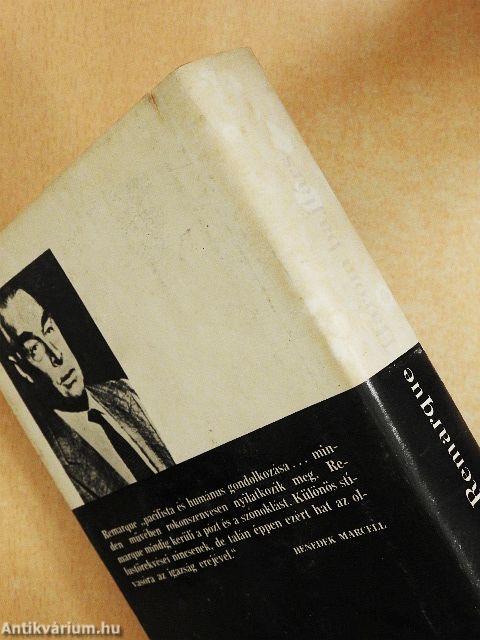 Három bajtárs
Remarque
Remarque „pacifista és humánus gondolkozása... min-
den művében rokonszenvesen nyilatkozik meg. Re-
marque mindig kerüli a pózt és a szónoklást. Különös stí-
lustörekvései nincsenek, de talán éppen ezért hat az ol-
vasóra az igazság erejével.”
BENEDEK MARCELL
Antikvárium.hu